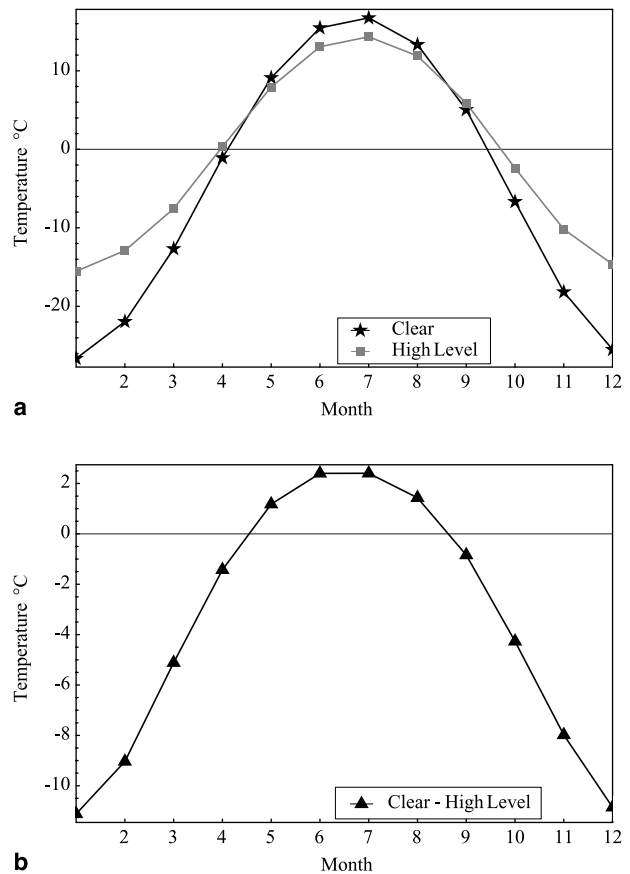 10
0
-10
-20
Temperature °C
Clear
High Level
2 3 4 5 6 7 8 9 10 11 12
Month
a
2
0
-2
-4
-6
-8
-10
Temperature °C
Clear - High Level
2 3 4 5 6 7 8 9 10 11 12
Month
b